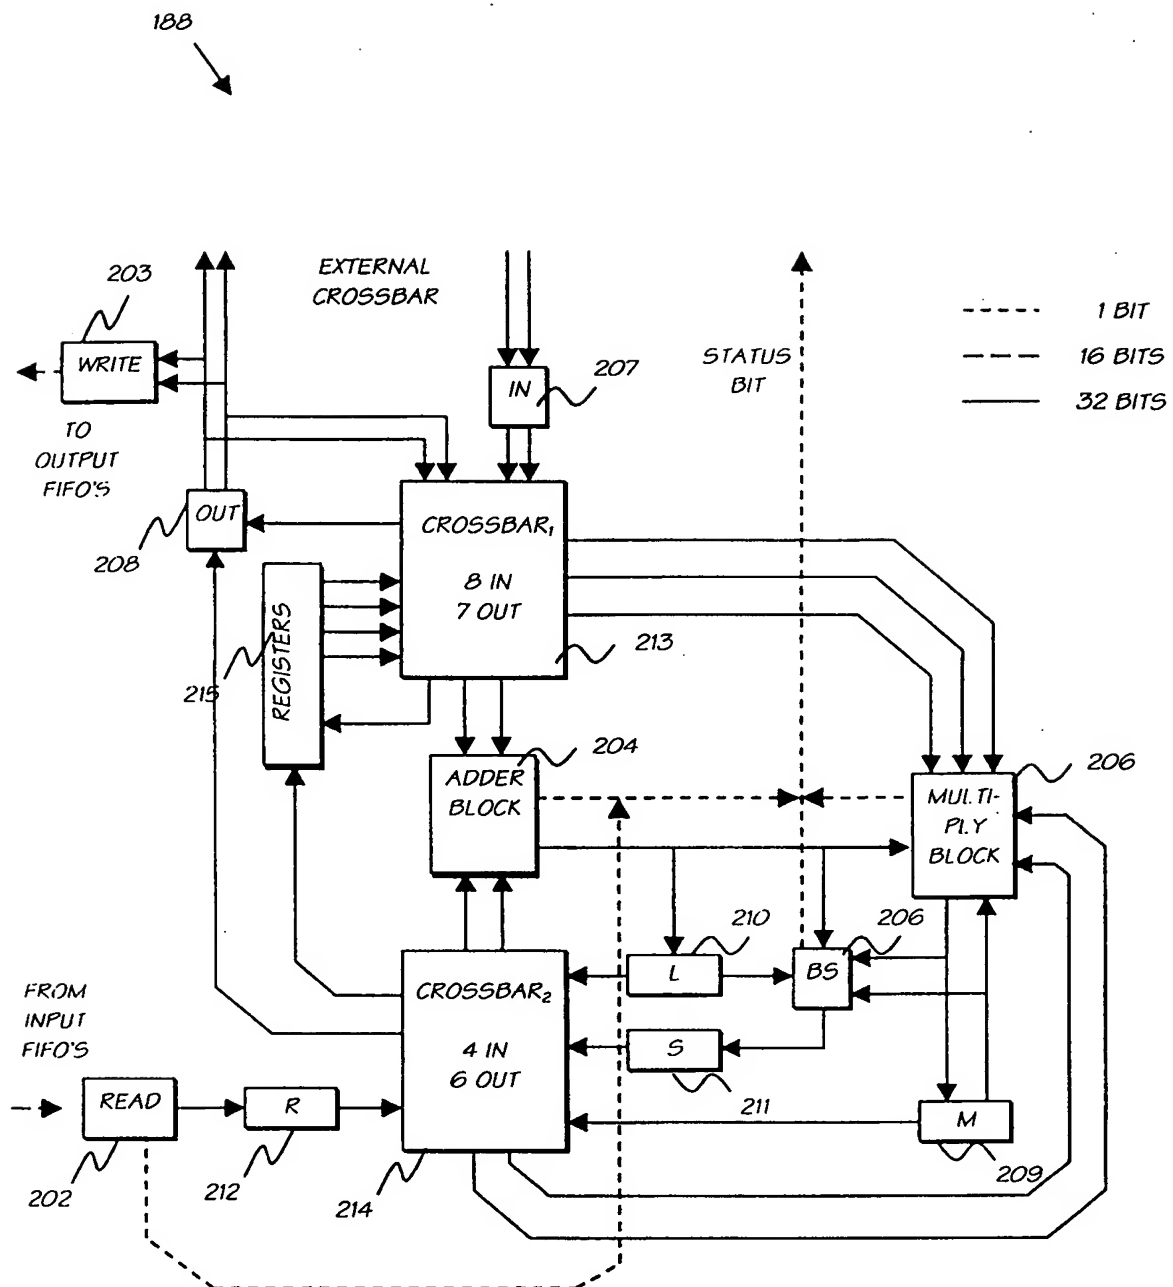 188
203
EXTERNAL
CROSSBAR
1 BIT
WRITE
STATUS
BIT
16 BITS
IN
207
32 BITS
TO
OUTPUT
FIFO'S
OUT
208
CROSSBAR₁
8 IN
7 OUT
213
REGISTERS
215
204
ADDER
BLOCK
206
MULTI-
PLY
BLOCK
210
206
L
BS
CROSSBAR₂
FROM
INPUT
FIFO'S
4 IN
6 OUT
S
READ
R
211
M
202
212
214
209